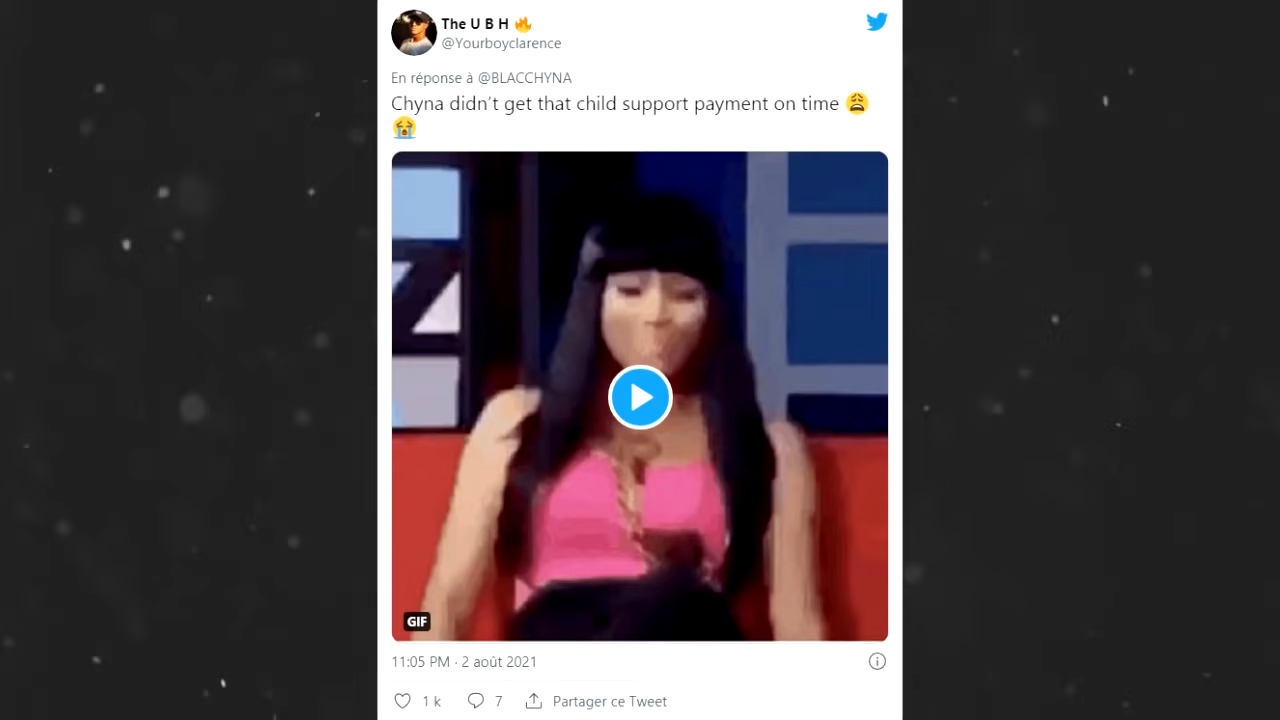 The U B H 🔥
@Yourboyclarence
En réponse à @BLACCHYNA
Chyna didn't get that child support payment on time 😩
😭
Z
GIF
11:05 PM · 2 août 2021
1 k 7 Partager ce Tweet